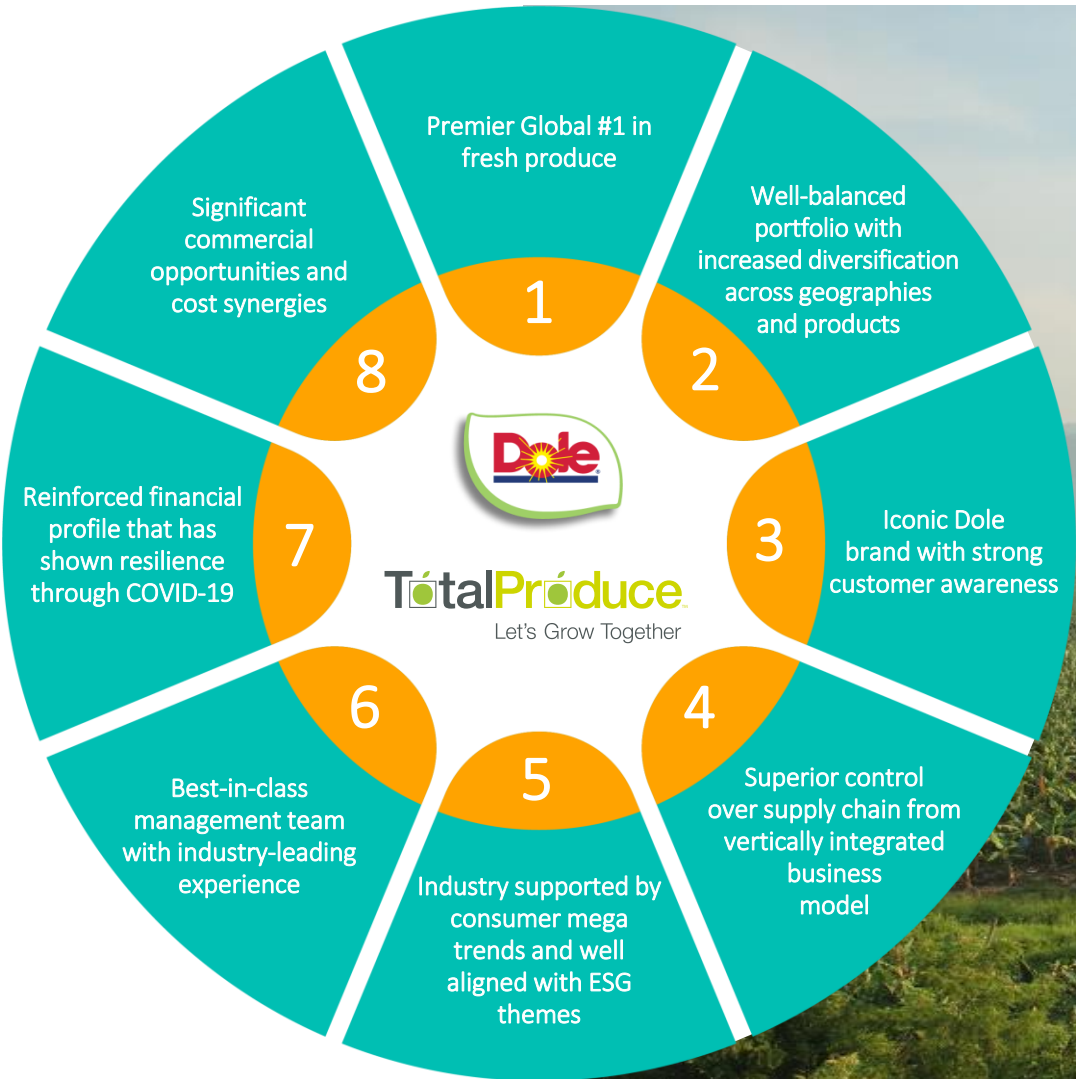 Premier Global #1 in
fresh produce
1
Well-balanced
portfolio with
increased diversification
across geographies
and products
2
Iconic Dole
brand with strong
customer awareness
3
Superior control
over supply chain from
vertically integrated
business
model
4
Industry supported by
consumer mega
trends and well
aligned with ESG
themes
5
Best-in-class
management team
with industry-leading
experience
6
Reinforced financial
profile that has
shown resilience
through COVID-19
7
Significant
commercial
opportunities and
cost synergies
8
Dole
TotalProduce
Let's Grow Together